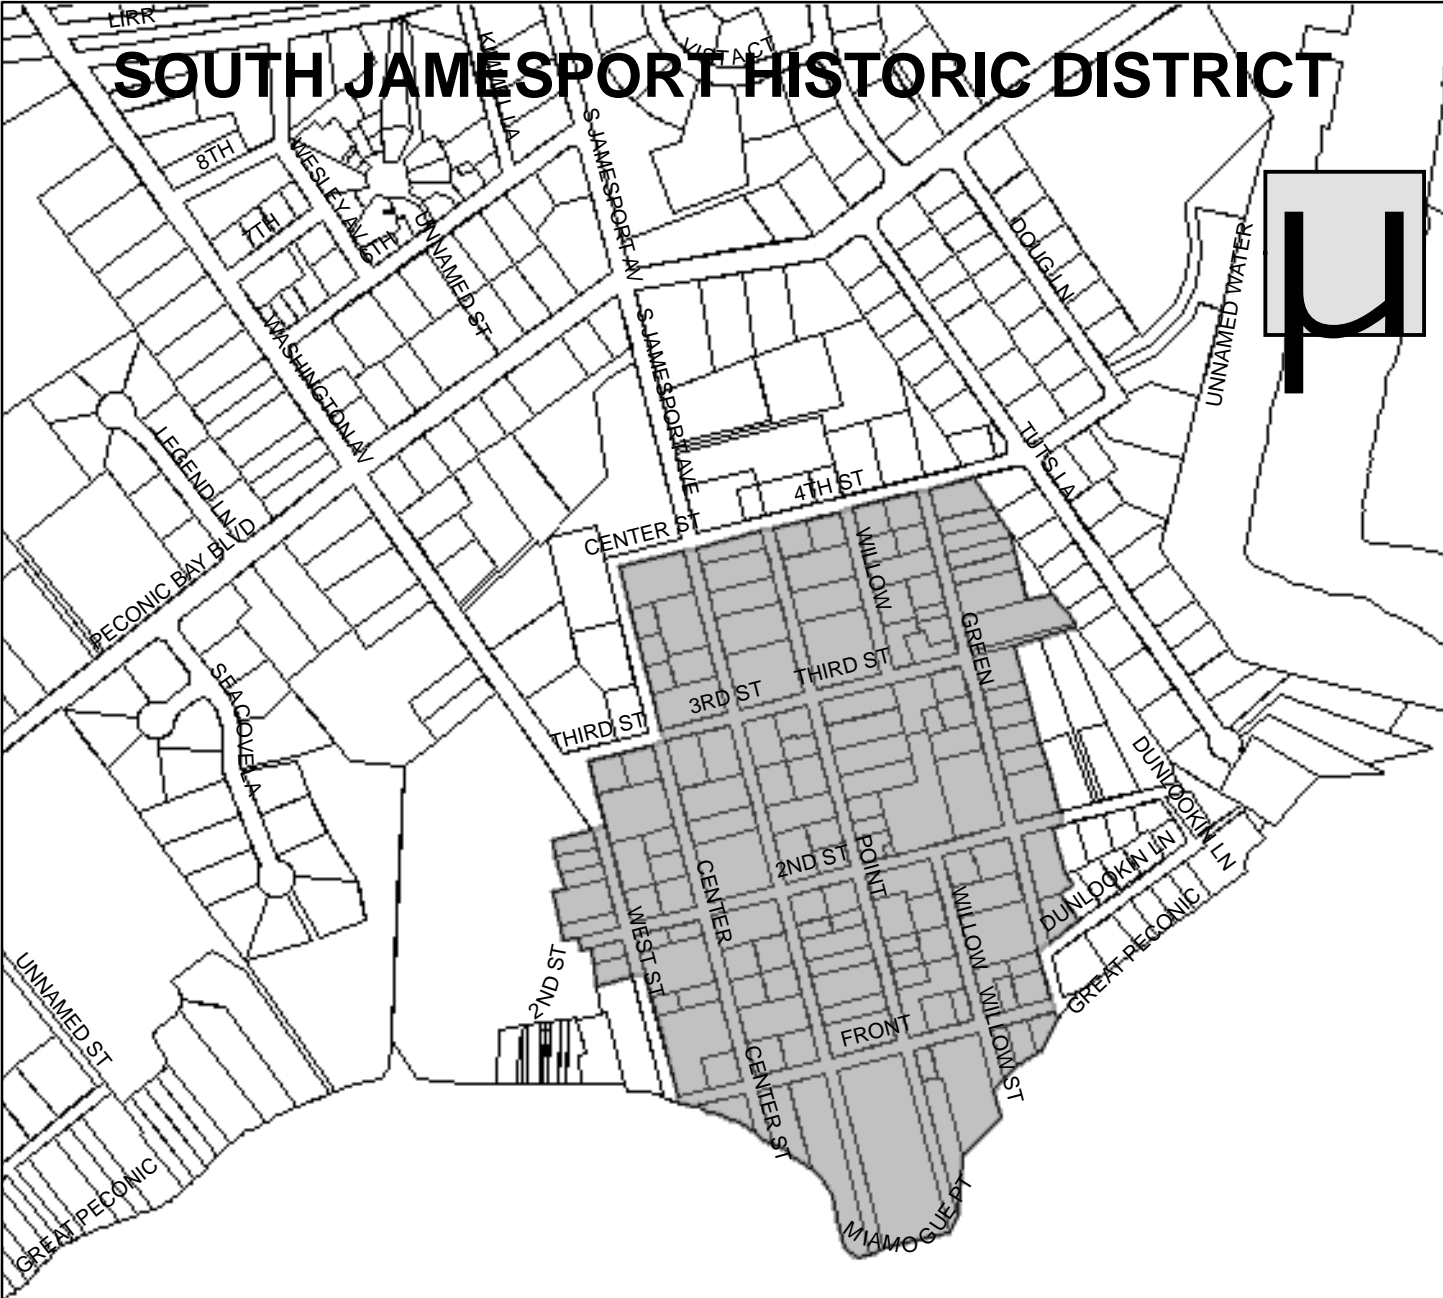 LIRR
SOUTH JAMESPORT HISTORIC DISTRICT
VISTA CT
8TH
WESLEY AV
S JAMESPORT AV
7TH
6TH
UNNAMED ST
DOUG LN
UNNAMED WATER
µ
WASHINGTON AV
S JAMESPORT AVE
LEGEND LN
TUTS LA
4TH ST
CENTER ST
PECONIC BAY BLVD
WILLOW
GREEN
SEACOVE LA
THIRD ST
3RD ST
THIRD ST
DUNLOOKIN LN
2ND ST
POINT
CENTER
DUNLOOKIN LN
WILLOW
WEST ST
GREAT PECONIC
2ND ST
UNNAMED ST
FRONT
WILLOW ST
CENTER ST
GREAT PECONIC
MIAMOGUE PT